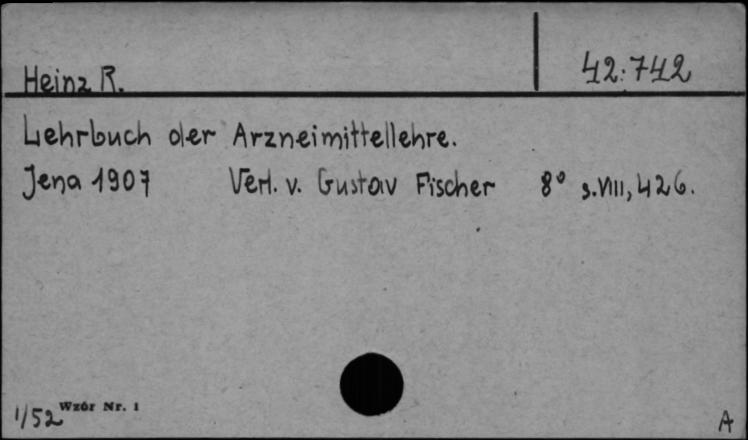 Heinz R.
42.742
Lehrbuch der Arzneimittellehre.
Jena 1907 Verl. v. Gustav Fischer 8° s. VIII, 426.
1/52 Wzór Nr. 1
A